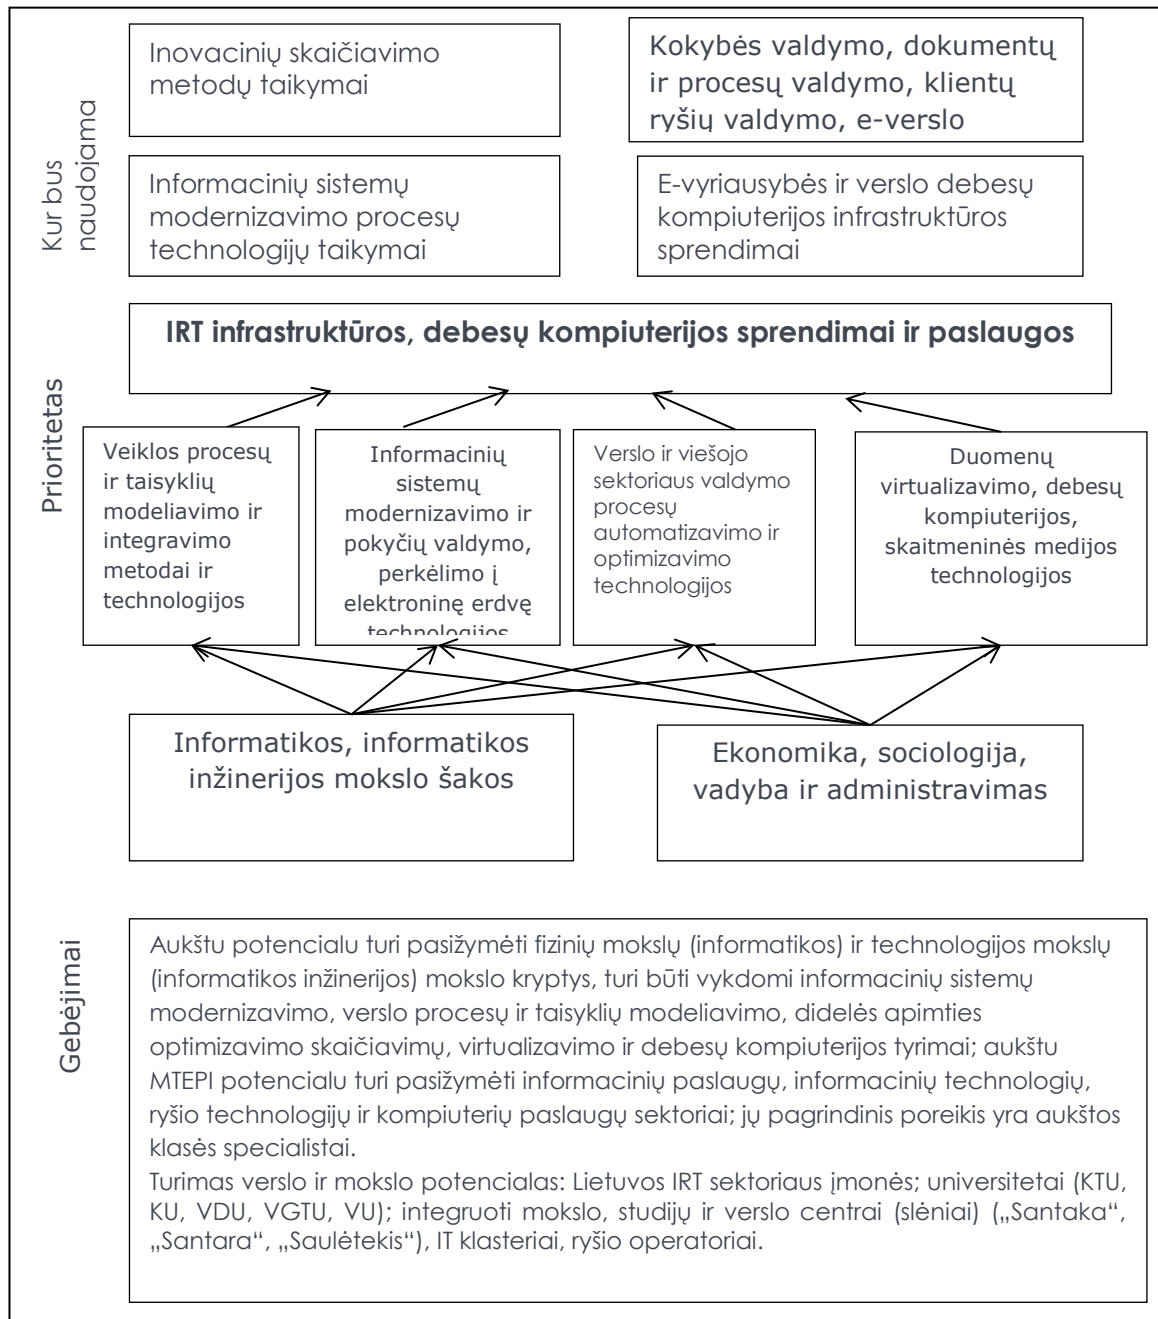 Kur bus
naudojama
Inovacinių skaičiavimo
metodų taikymai
Kokybės valdymo, dokumentų
ir procesų valdymo, klientų
ryšių valdymo, e-verslo
Informacinių sistemų
modernizavimo procesų
technologijų taikymai
E-vyriausybės ir verslo debesų
kompiuterijos infrastruktūros
sprendimai
Prioritetas
IRT infrastruktūros, debesų kompiuterijos sprendimai ir paslaugos
Veiklos procesų
ir taisyklių
modeliavimo ir
integravimo
metodai ir
technologijos
Informacinių
sistemų
modernizavimo ir
pokyčių valdymo,
perkėlimo į
elektroninę erdvę
technologijos
Verslo ir viešojo
sektoriaus valdymo
procesų
automatizavimo ir
optimizavimo
technologijos
Duomenų
virtualizavimo, debesų
kompiuterijos,
skaitmeninės medijos
technologijos
Informatikos, informatikos
inžinerijos mokslo šakos
Ekonomika, sociologija,
vadyba ir administravimas
Gebėjimai
Aukštu potencialu turi pasižymėti fizinių mokslų (informatikos) ir technologijos mokslų
(informatikos inžinerijos) mokslo kryptys, turi būti vykdomi informacinių sistemų
modernizavimo, verslo procesų ir taisyklių modeliavimo, didelės apimties
optimizavimo skaičiavimų, virtualizavimo ir debesų kompiuterijos tyrimai; aukštu
MTEPI potencialu turi pasižymėti informacinių paslaugų, informacinių technologių,
ryšio technologijų ir kompiuterių paslaugų sektoriai; jų pagrindinis poreikis yra aukštos
klasės specialistai.
Turimas verslo ir mokslo potencialas: Lietuvos IRT sektoriaus įmonės; universitetai (KTU,
KU, VDU, VGTU, VU); integruoti mokslo, studijų ir verslo centrai (slėniai) („Santaka“,
„Santara“, „Saulėtekis“), IT klasteriai, ryšio operatoriai.